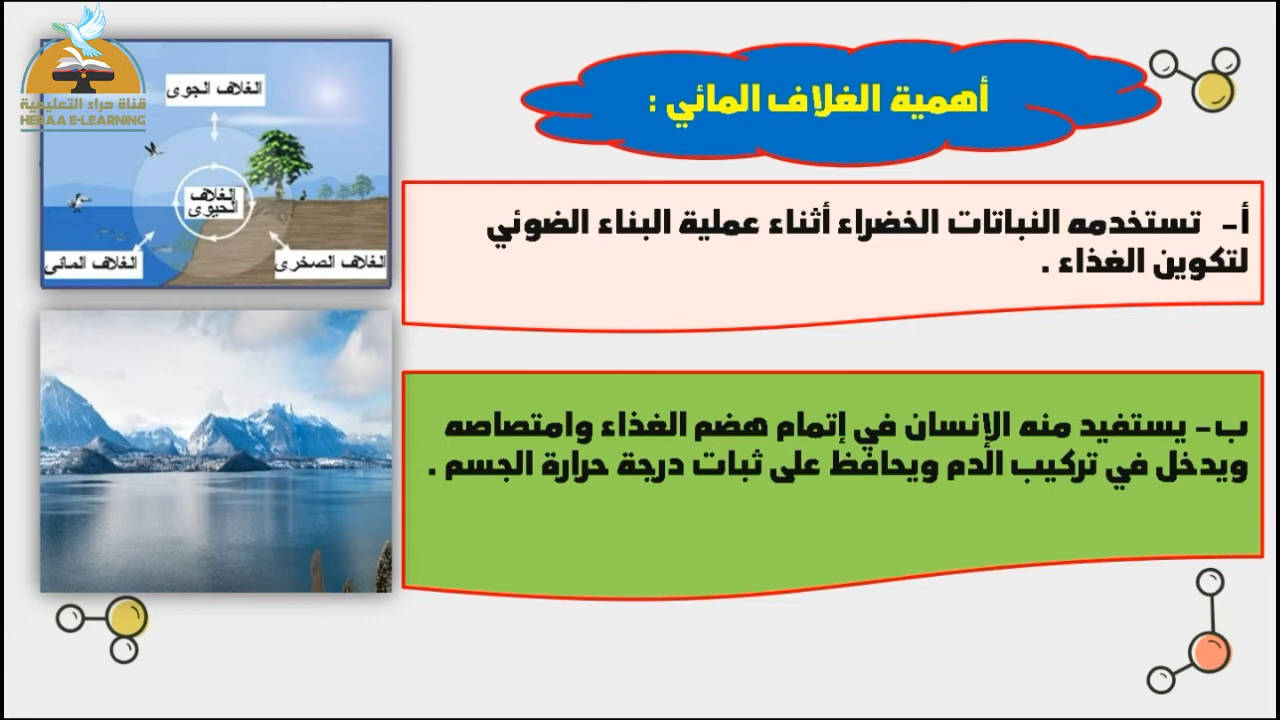 أهمية الغلاف المائي :
أ- تستخدمه النباتات الخضراء أثناء عملية البناء الضوئي
لتكوين الغذاء .
ب- يستفيد منه الإنسان في إتمام هضم الغذاء وامتصاصه
ويدخل في تركيب الدم ويحافظ على ثبات درجة حرارة الجسم .
الغلاف الجوى
الغلاف
الحيوى
الغلاف الصخرى
الغلاف المائى
قناة حراء التعليمية
HERAA E-LEARNING